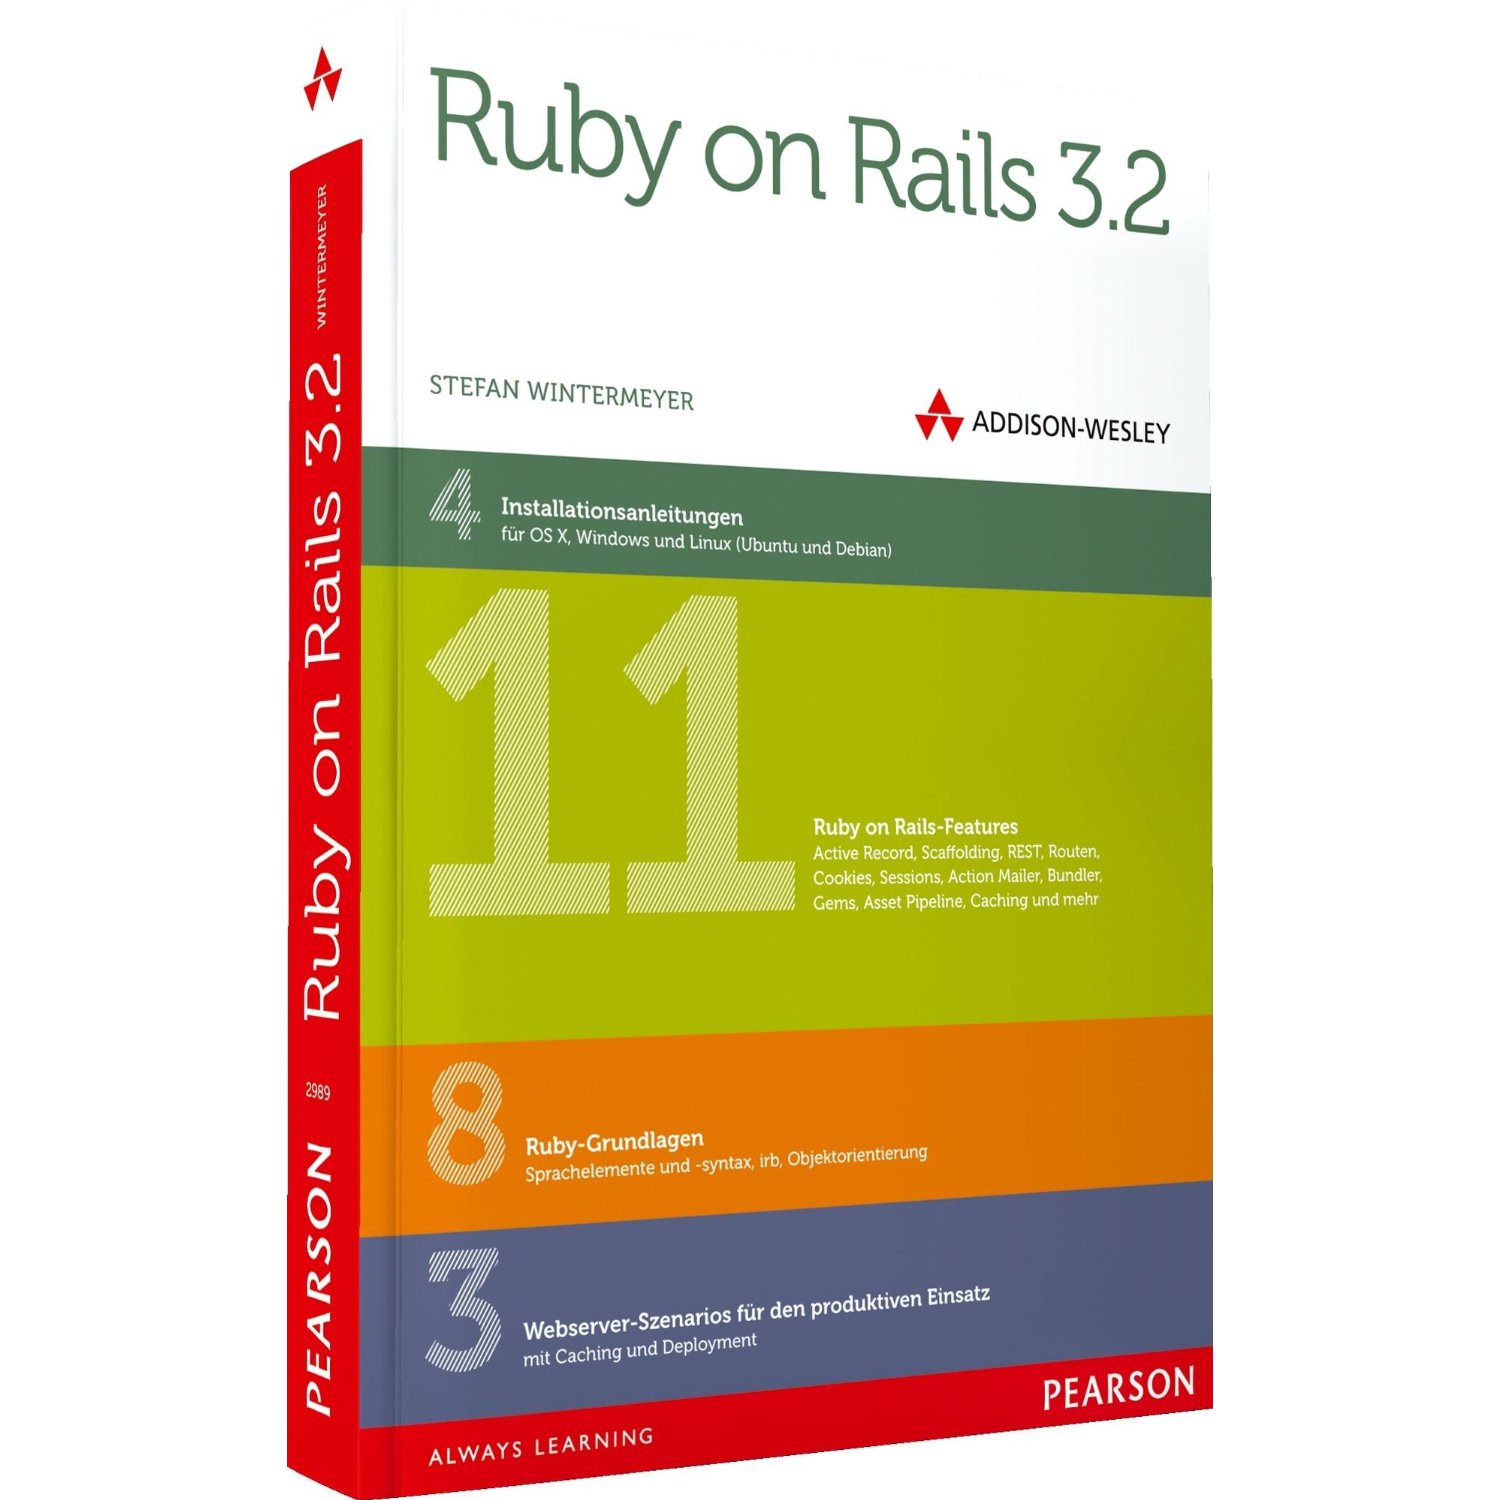 Ruby on Rails 3.2
STEFAN WINTERMEYER
ADDISON-WESLEY
4
Installationsanleitungen
für OS X, Windows und Linux (Ubuntu und Debian)
11
Ruby on Rails-Features
Active Record, Scaffolding, REST, Routen,
Cookies, Sessions, Action Mailer, Bundler,
Gems, Asset Pipeline, Caching und mehr
8
Ruby-Grundlagen
Sprachelemente und -syntax, irb, Objektorientierung
3
Webserver-Szenarios für den produktiven Einsatz
mit Caching und Deployment
ALWAYS LEARNING
PEARSON
PEARSON
2989
Ruby on Rails 3.2
WINTERMEYER